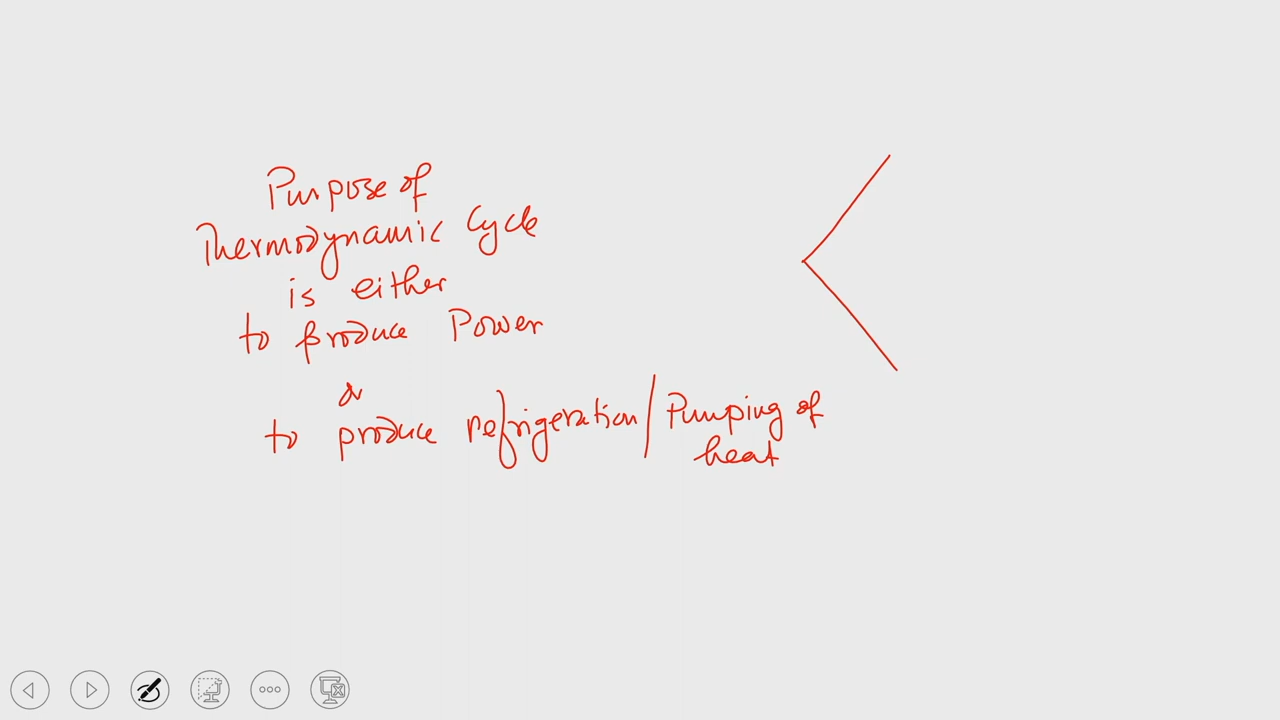 Purpose of
Thermodynamic Cycle
is either
to produce Power
or
to produce refrigeration/Pumping of
heat